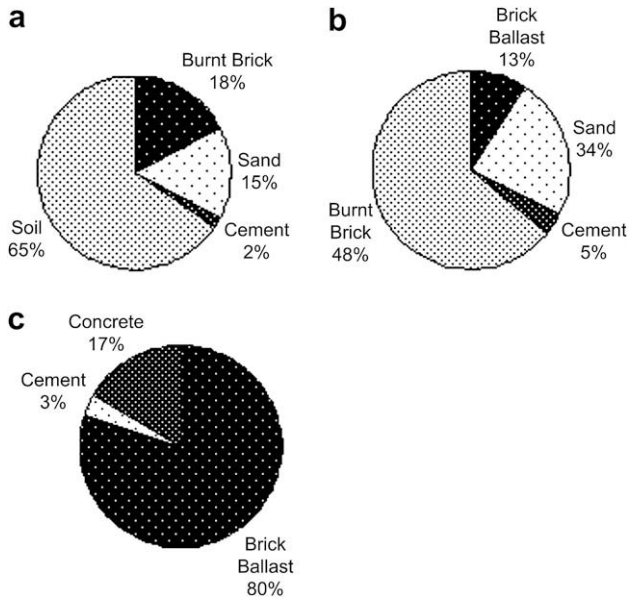 a
Burnt Brick
18%
Sand
15%
Cement
2%
Soil
65%
b
Brick
Ballast
13%
Sand
34%
Cement
5%
Burnt
Brick
48%
c
Concrete
17%
Cement
3%
Brick
Ballast
80%